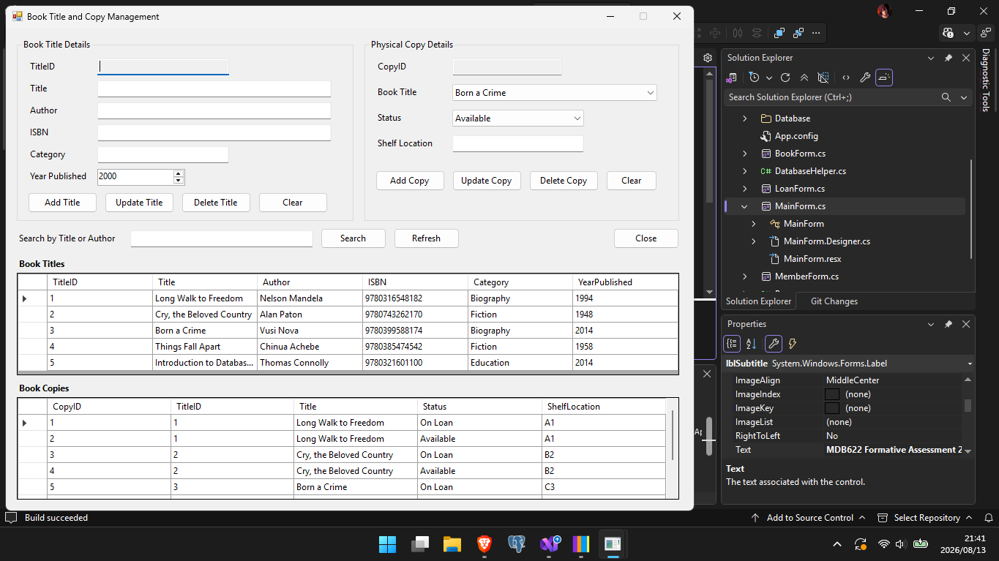 Book Title and Copy Management
Book Title Details
TitleID
Title
Author
ISBN
Category
Year Published
2000
Add Title
Update Title
Delete Title
Clear
Physical Copy Details
CopyID
Book Title
Born a Crime
Status
Available
Shelf Location
Add Copy
Update Copy
Delete Copy
Clear
Search by Title or Author
Search
Refresh
Close
Book Titles
TitleID Title Author ISBN Category YearPublished
1 Long Walk to Freedom Nelson Mandela 9780316548182 Biography 1994
2 Cry, the Beloved Country Alan Paton 9780743262170 Fiction 1948
3 Born a Crime Vusi Nova 9780399588174 Biography 2014
4 Things Fall Apart Chinua Achebe 9780385474542 Fiction 1958
5 Introduction to Databas... Thomas Connolly 9780321601100 Education 2014
Book Copies
CopyID TitleID Title Status ShelfLocation
1 1 Long Walk to Freedom On Loan A1
2 1 Long Walk to Freedom Available A1
3 2 Cry, the Beloved Country On Loan B2
4 2 Cry, the Beloved Country Available B2
5 3 Born a Crime On Loan C3
Solution Explorer
Search Solution Explorer (Ctrl+;)
Database
App.config
BookForm.cs
C# DatabaseHelper.cs
LoanForm.cs
MainForm.cs
MainForm
MainForm.Designer.cs
MainForm.resx
MemberForm.cs
Solution Explorer
Git Changes
Diagnostic Tools
Properties
lblSubtitle System.Windows.Forms.Label
ImageAlign MiddleCenter
ImageIndex (none)
ImageKey (none)
ImageList (none)
RightToLeft No
Text MDB622 Formative Assessment 2
Text
The text associated with the control.
Build succeeded
Add to Source Control
Select Repository
21:41
2026/08/13